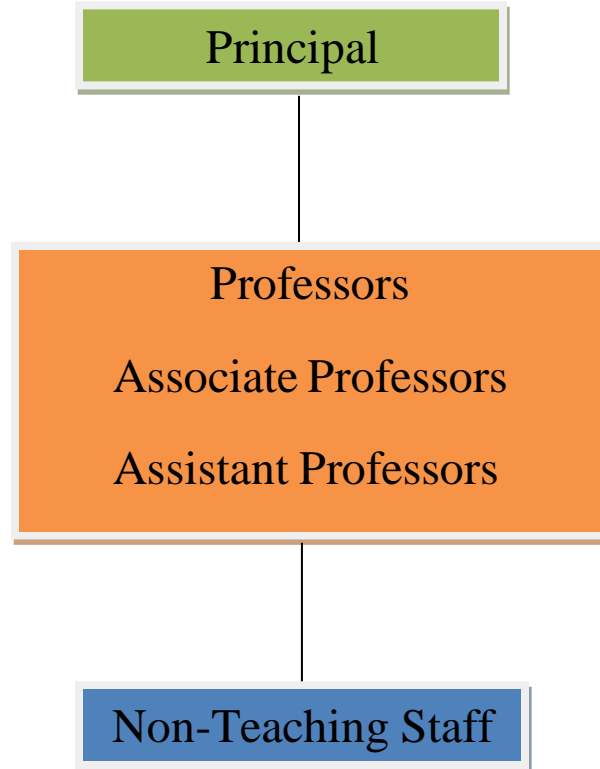 Principal
Professors
Associate Professors
Assistant Professors
Non-Teaching Staff